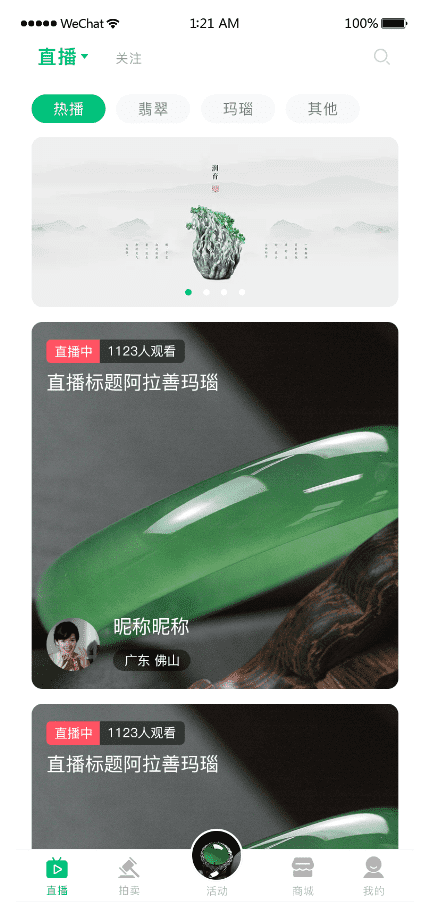 WeChat 1:21 AM 100%
直播 关注
热播 翡翠 玛瑙 其他
直播中 1123人观看
直播标题阿拉善玛瑙
昵称昵称
广东 佛山
直播中 1123人观看
直播标题阿拉善玛瑙
直播 拍卖 活动 商城 我的